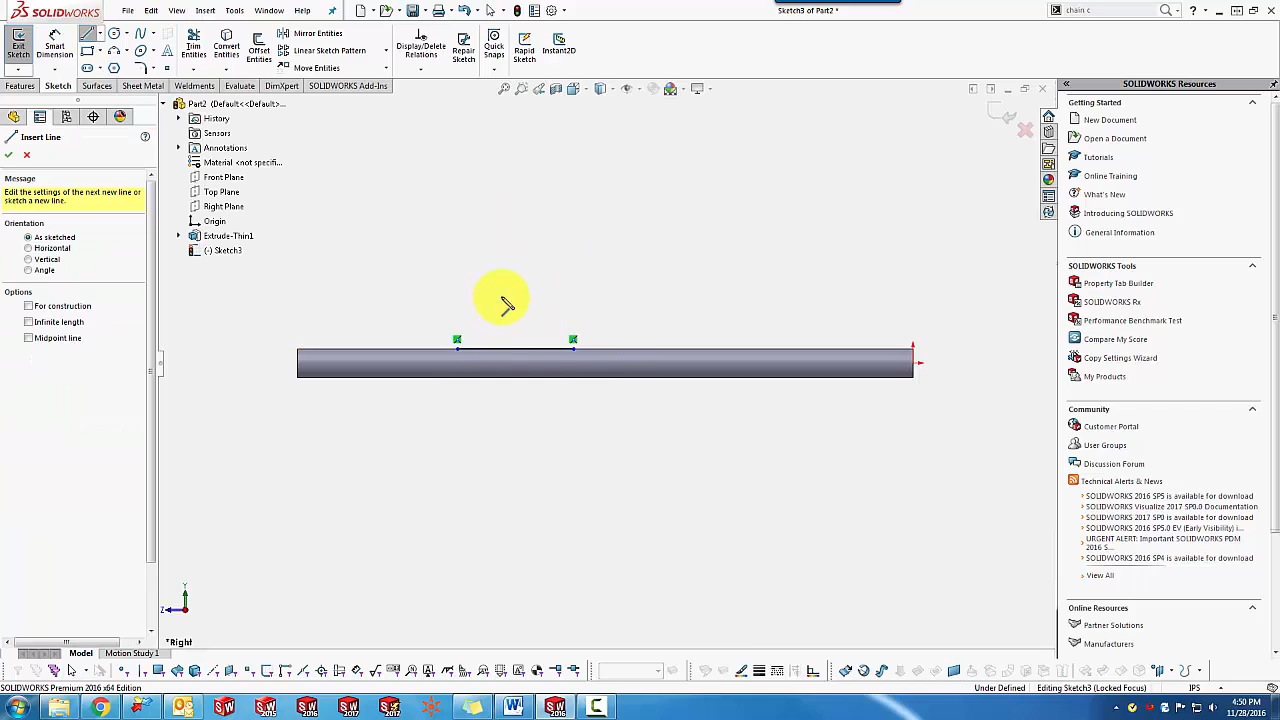 SOLIDWORKS File Edit View Insert Tools Window Help Sketch3 of Part2 * chain c
Exit Sketch
Smart Dimension
Trim Entities
Convert Entities
Offset Entities
Mirror Entities
Linear Sketch Pattern
Move Entities
Display/Delete Relations
Repair Sketch
Quick Snaps
Rapid Sketch
Instant2D
Features Sketch Surfaces Sheet Metal Weldments Evaluate DimXpert SOLIDWORKS Add-Ins
Insert Line
Message
Edit the settings of the next new line or
sketch a new line.
Orientation
As sketched
Horizontal
Vertical
Angle
Options
For construction
Infinite length
Midpoint line
Part2 (Default<<Default>...
History
Sensors
Annotations
Material <not specifi...
Front Plane
Top Plane
Right Plane
Origin
Extrude-Thin1
(-) Sketch3
Y
Z
*Right
SOLIDWORKS Resources
Getting Started
New Document
Open a Document
Tutorials
Online Training
What's New
Introducing SOLIDWORKS
General Information
SOLIDWORKS Tools
Property Tab Builder
SOLIDWORKS Rx
Performance Benchmark Test
Compare My Score
Copy Settings Wizard
My Products
Community
Customer Portal
User Groups
Discussion Forum
Technical Alerts & News
SOLIDWORKS 2016 SP5 is available for download
SOLIDWORKS Visualize 2017 SP0.0 Documentation
SOLIDWORKS 2017 SP0 is available for download
SOLIDWORKS 2016 SP5.0 EV (Early Visibility) i...
URGENT ALERT: Important SOLIDWORKS PDM
2016 S...
SOLIDWORKS 2016 SP4 is available for download
View All
Online Resources
Partner Solutions
Manufacturers
Model Motion Study 1
SOLIDWORKS Premium 2016 x64 Edition Under Defined Editing Sketch3 (Locked Focus) IPS
2015 2016 2017 2016
4:50 PM
11/28/2016